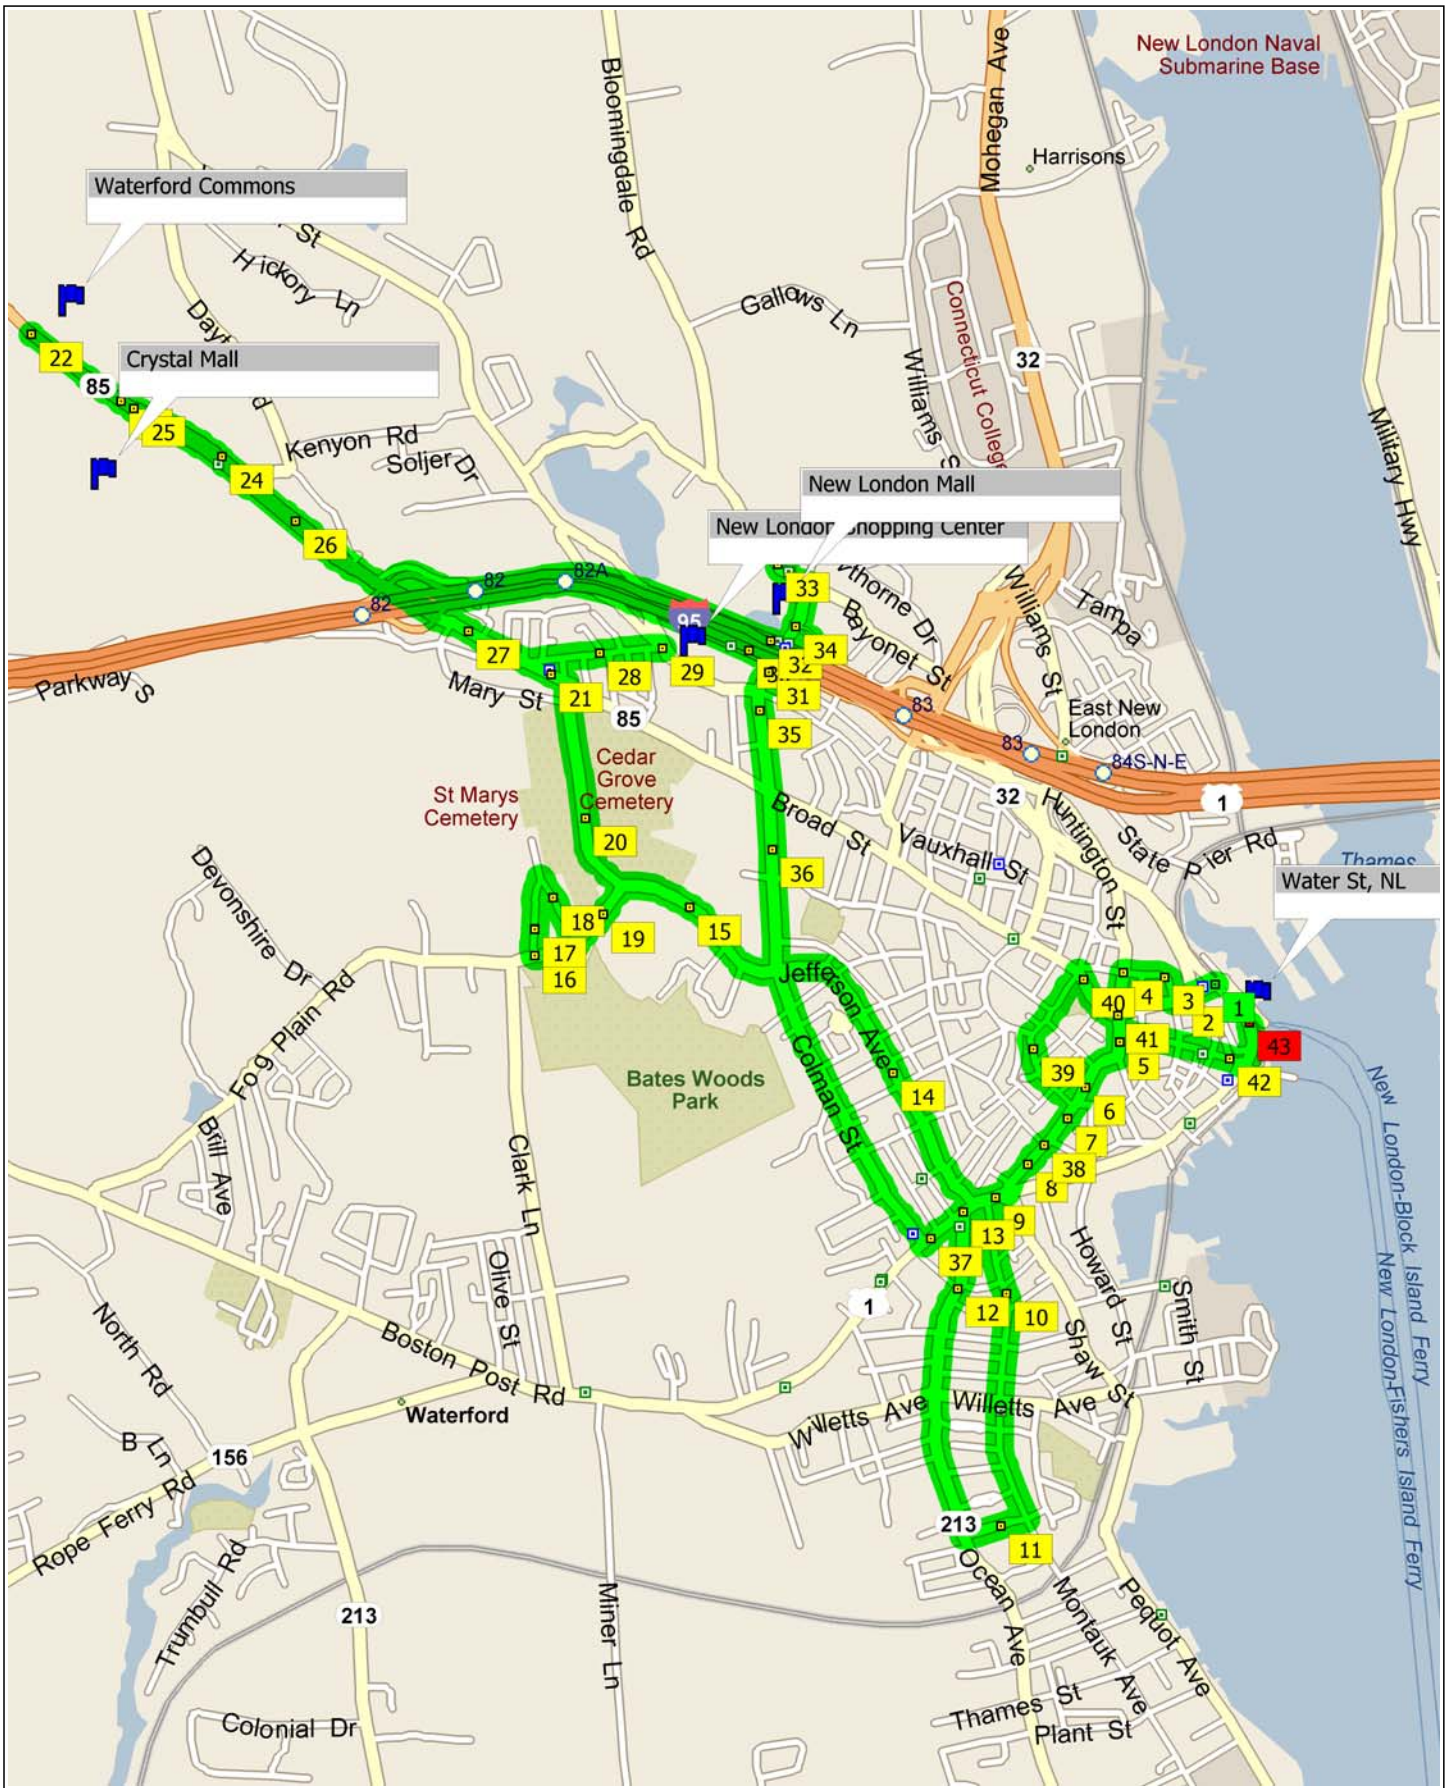 New London Naval
Submarine Base
Mohegan Ave
Bloomingdale Rd
Harrisons
Waterford Commons
St
Hickory Ln
Gallows Ln
Connecticut College
Williams S
32
Military Hwy
22
85
Crystal Mall
25
24
Kenyon Rd
Soljer Dr
26
New London Mall
New London Shopping Center
82
82
82A
95
33
Bayonet St
Williams St
Tampa
27
28
29
34
32
31
21
85
35
Parkway S
Mary St
83
83
East New
London
84S-N-E
1
32
Cedar
Grove
Cemetery
St Marys
Cemetery
20
Broad St
Vauxhall St
Huntington St
State Pier Rd
Thames
Water St, NL
36
Devonshire Dr
18
17
16
19
15
Jefferson Ave
Fog Plain Rd
40
4
3
2
1
41
43
5
39
42
Brill Ave
Bates Woods
Park
Colman St
14
6
7
38
8
9
13
37
12
10
Clark Ln
Olive St
1
Howard St
Smith St
Shaw St
New London-Block Island Ferry
New London-Fishers Island Ferry
North Rd
Boston Post Rd
Waterford
Willetts Ave
Willetts Ave
B Ln
156
Rope Ferry Rd
213
11
Trumbull Rd
213
Miner Ln
Ocean Ave
Montauk Ave
Pequot Ave
Colonial Dr
Thames St
Plant St